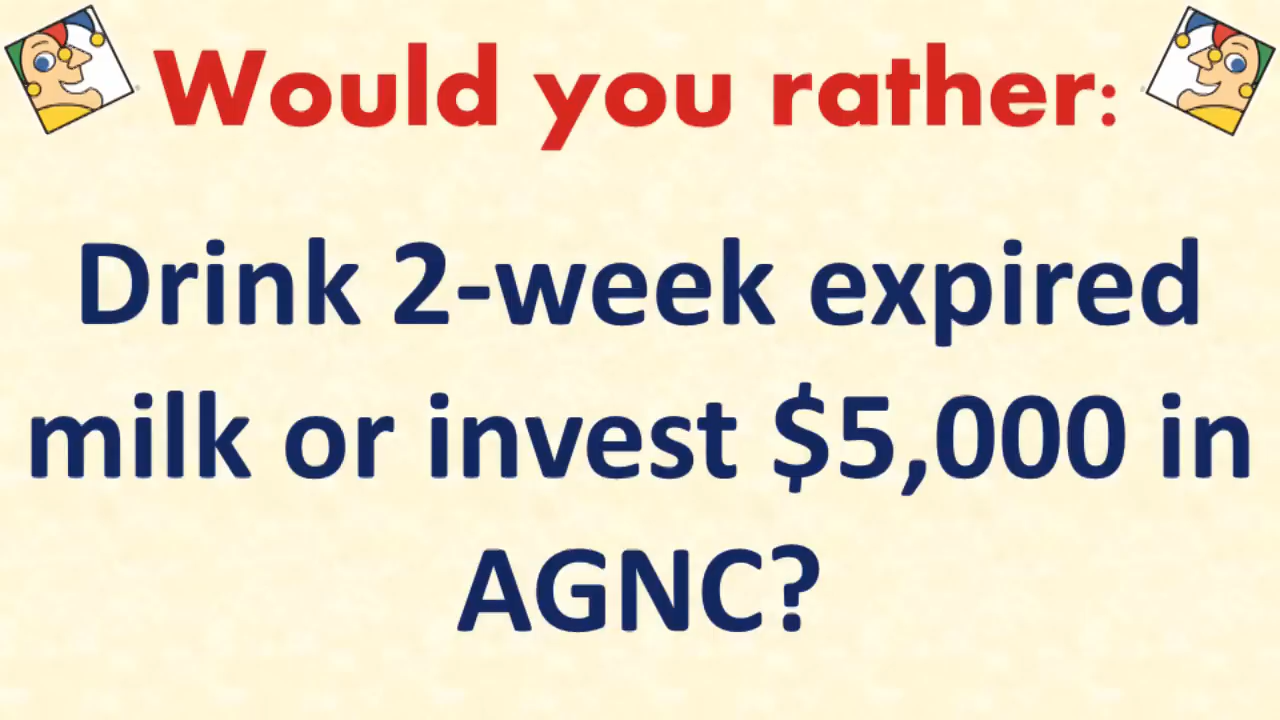 Would you rather:
Drink 2-week expired
milk or invest $5,000 in
AGNC?